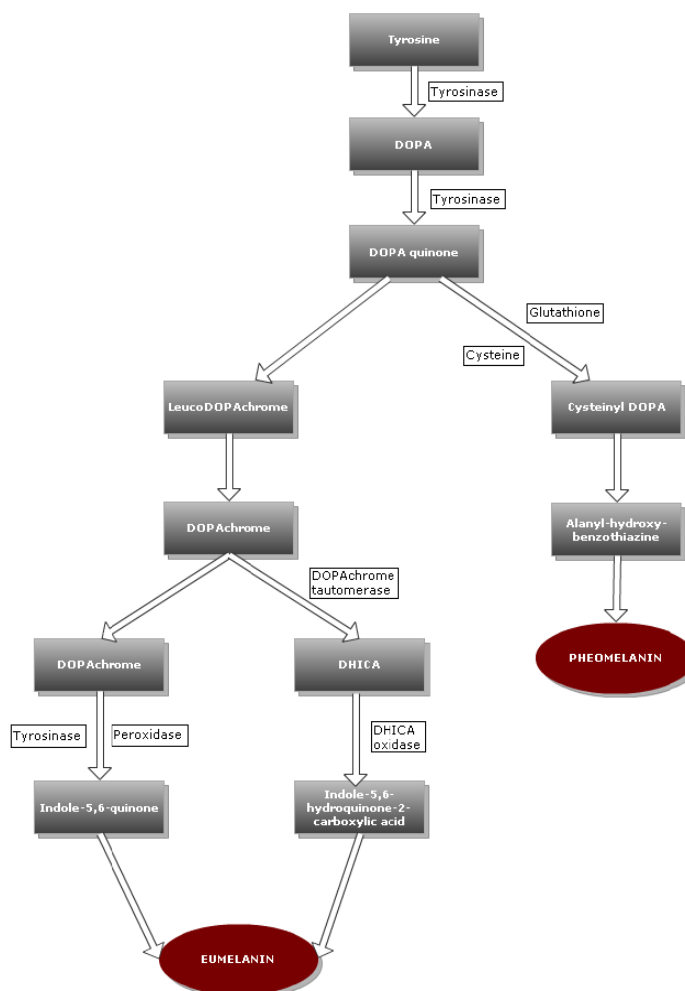 Tyrosine
Tyrosinase
DOPA
Tyrosinase
DOPA quinone
Glutathione
Cysteine
LeucoDOPAchrome
Cysteinyl DOPA
DOPAchrome
Alanyl-hydroxy-
benzothiazine
DOPAchrome
tautomerase
DOPAchrome
DHICA
PHEOMELANIN
Tyrosinase
Peroxidase
DHICA
oxidase
Indole-5,6-quinone
Indole-5,6-
hydroquinone-2-
carboxylic acid
EUMELANIN